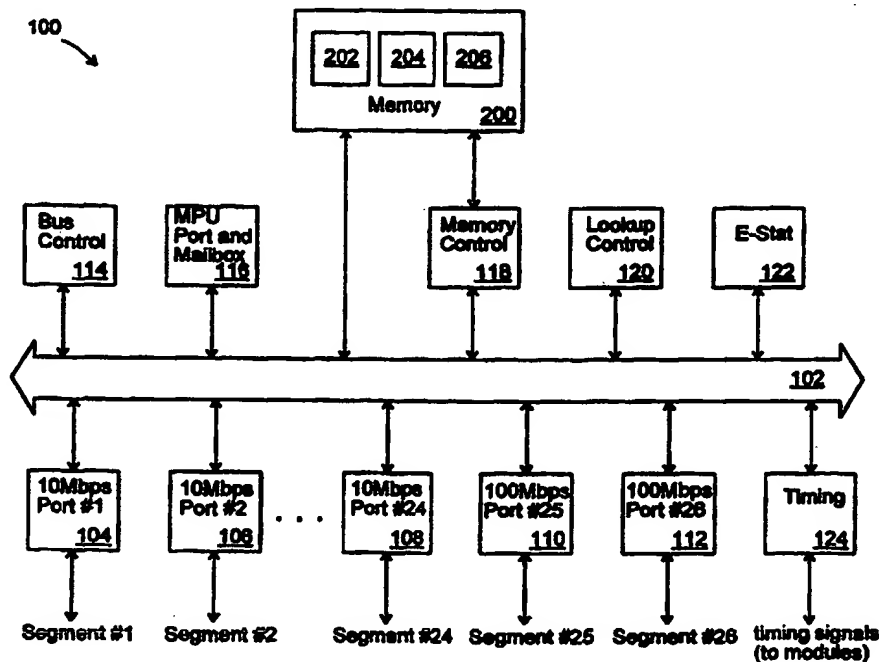 100
202 204 206
Memory
200
Bus
Control
114
MPU
Port and
Mailbox
116
Memory
Control
118
Lookup
Control
120
E-Stat
122
102
10Mbps
Port #1
104
10Mbps
Port #2
106
. . .
10Mbps
Port #24
108
100Mbps
Port #25
110
100Mbps
Port #26
112
Timing
124
Segment #1
Segment #2
Segment #24
Segment #25
Segment #26
timing signals
(to modules)